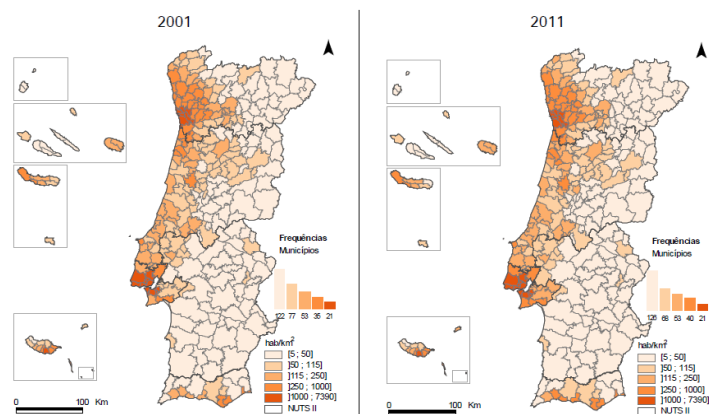 2001
Frequências
Municípios
122 77 53 35 21
hab/km²
[5 ; 50]
]50 ; 115]
]115 ; 250]
]250 ; 1000]
]1000 ; 7390]
NUTS II
0 100 Km
2011
Frequências
Municípios
126 68 53 40 21
hab/km²
[5 ; 50]
]50 ; 115]
]115 ; 250]
]250 ; 1000]
]1000 ; 7390]
NUTS II
0 100 Km